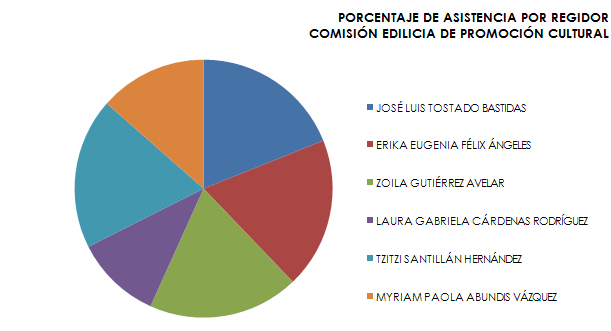 PORCENTAJE DE ASISTENCIA POR REGIDOR
COMISIÓN EDILICIA DE PROMOCIÓN CULTURAL
JOSÉ LUIS TOSTADO BASTIDAS
ERIKA EUGENIA FÉLIX ÁNGELES
ZOILA GUTIÉRREZ AVELAR
LAURA GABRIELA CÁRDENAS RODRÍGUEZ
TZITZI SANTILLÁN HERNÁNDEZ
MYRIAM PAOLA ABUNDIS VÁZQUEZ